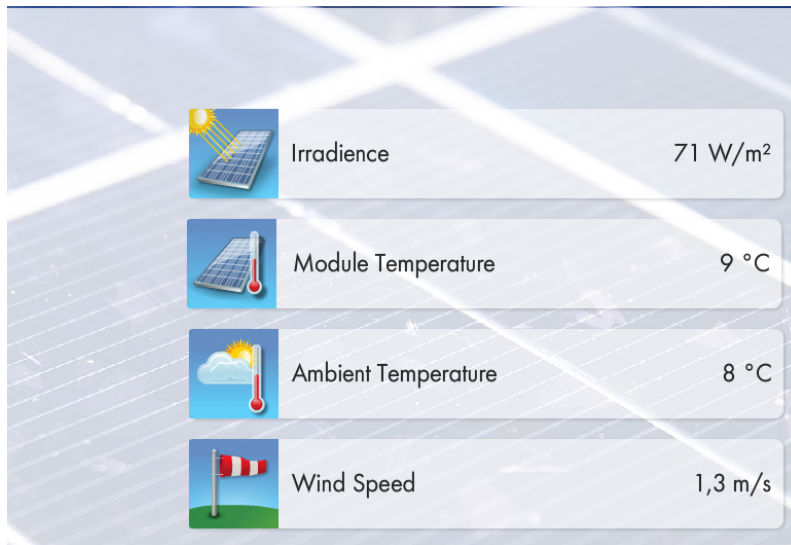 Irradience 71 W/m²
Module Temperature 9 °C
Ambient Temperature 8 °C
Wind Speed 1,3 m/s